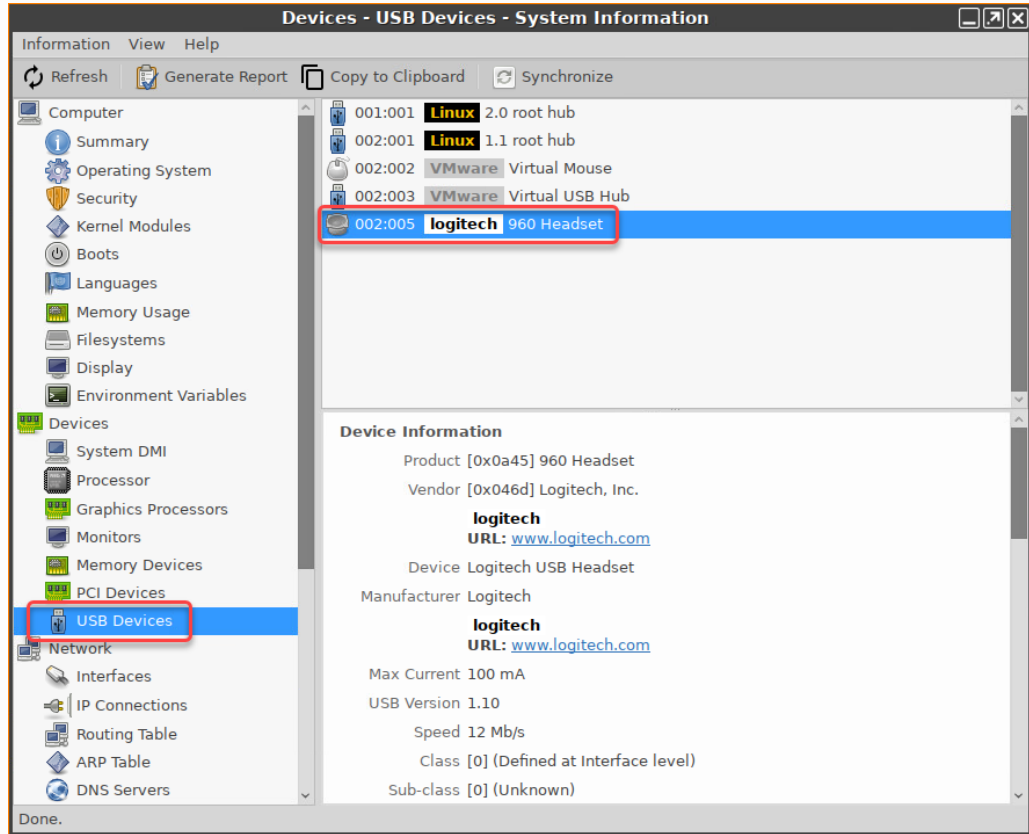 Devices - USB Devices - System Information
Information View Help
Refresh Generate Report Copy to Clipboard Synchronize
Computer
Summary
Operating System
Security
Kernel Modules
Boots
Languages
Memory Usage
Filesystems
Display
Environment Variables
Devices
System DMI
Processor
Graphics Processors
Monitors
Memory Devices
PCI Devices
USB Devices
Network
Interfaces
IP Connections
Routing Table
ARP Table
DNS Servers
001:001 Linux 2.0 root hub
002:001 Linux 1.1 root hub
002:002 VMware Virtual Mouse
002:003 VMware Virtual USB Hub
002:005 logitech 960 Headset
Device Information
Product [0x0a45] 960 Headset
Vendor [0x046d] Logitech, Inc.
logitech
URL: www.logitech.com
Device Logitech USB Headset
Manufacturer Logitech
logitech
URL: www.logitech.com
Max Current 100 mA
USB Version 1.10
Speed 12 Mb/s
Class [0] (Defined at Interface level)
Sub-class [0] (Unknown)
Done.